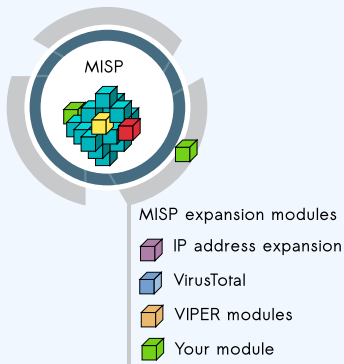 MISP
MISP expansion modules
IP address expansion
VirusTotal
VIPER modules
Your module